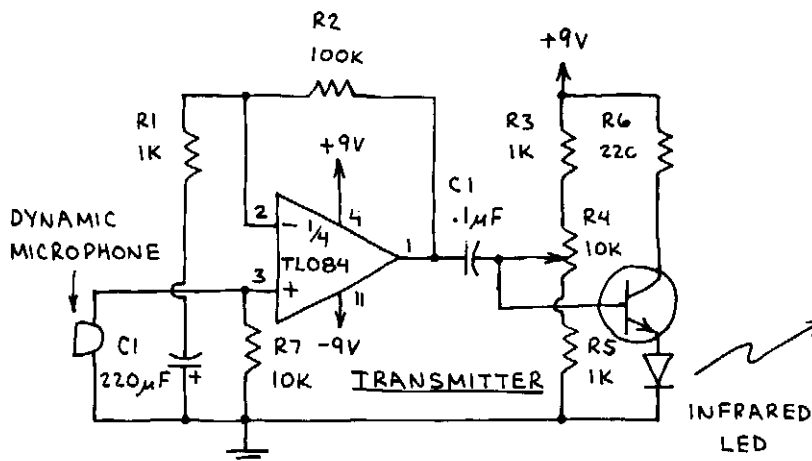 R2
100K
+9V
R1
1K
+9V
R3
1K
R6
22C
C1
.1µF
R4
10K
DYNAMIC
MICROPHONE
2
-
1/4
4
1
TL084
3
+
11
-9V
C1
220µF
+
R7
10K
TRANSMITTER
R5
1K
INFRARED
LED